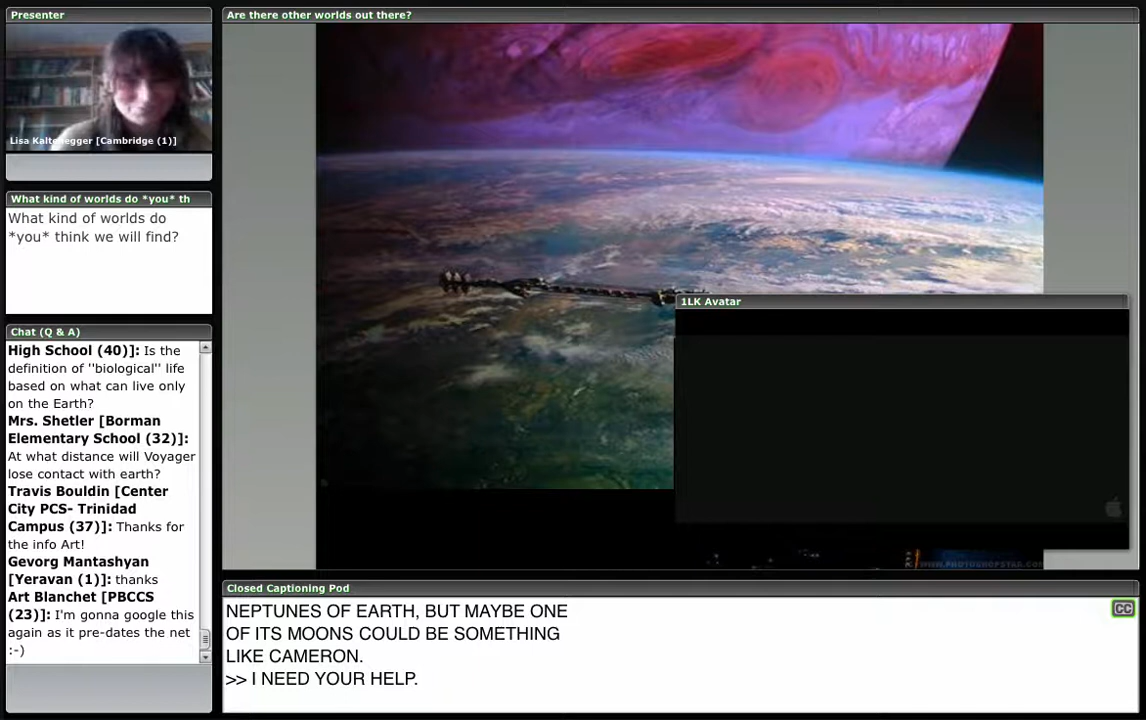 Presenter
Lisa Kaltenegger [Cambridge (1)]
What kind of worlds do *you* th
What kind of worlds do
*you* think we will find?
Chat (Q & A)
High School (40)]: Is the
definition of "biological" life
based on what can live only
on the Earth?
Mrs. Shetler [Borman
Elementary School (32)]:
At what distance will Voyager
lose contact with earth?
Travis Bouldin [Center
City PCS- Trinidad
Campus (37)]: Thanks for
the info Art!
Gevorg Mantashyan
[Yeravan (1)]: thanks
Art Blanchet [PBCCS
(23)]: I'm gonna google this
again as it pre-dates the net
:-)
Are there other worlds out there?
1LK Avatar
WWW.PHOTOSHOPSTAR.COM
Closed Captioning Pod
NEPTUNES OF EARTH, BUT MAYBE ONE
OF ITS MOONS COULD BE SOMETHING
LIKE CAMERON.
>> I NEED YOUR HELP.
CC